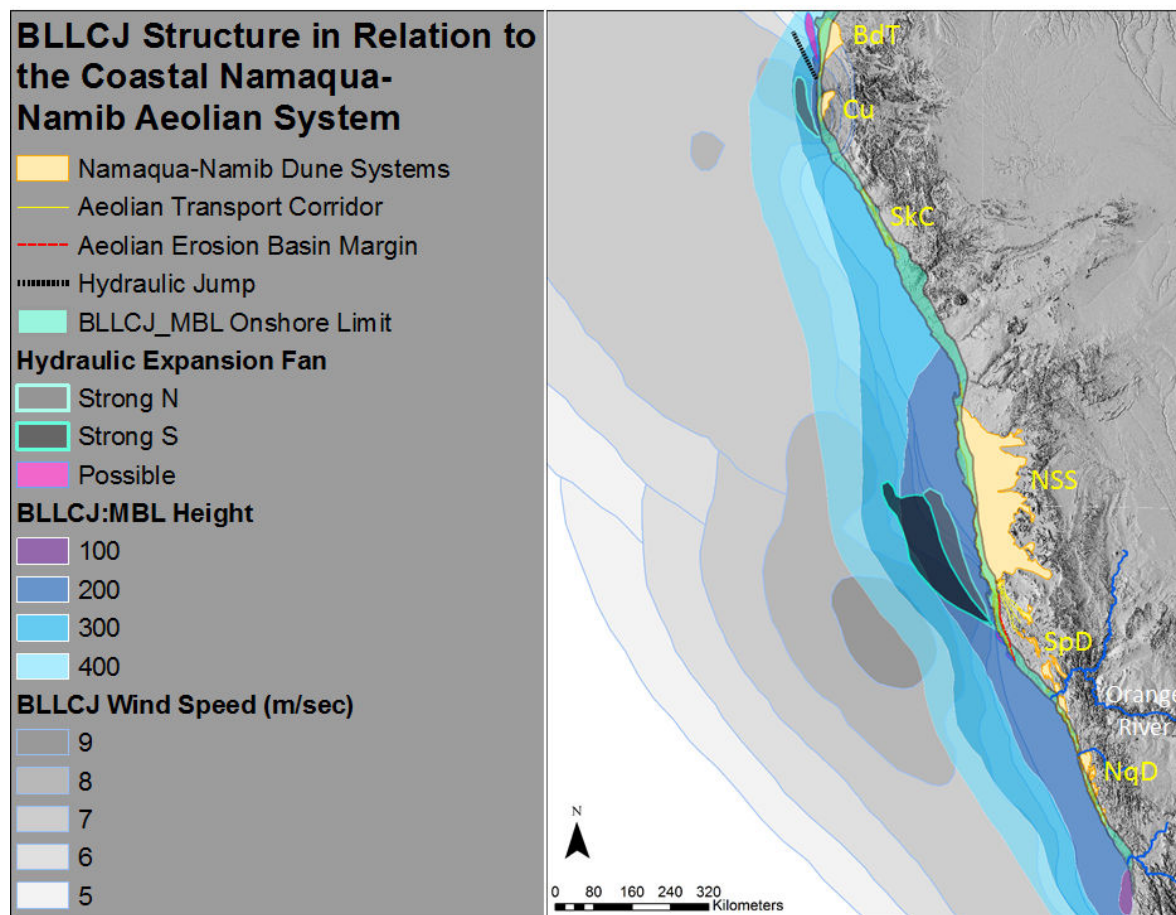 BLLCJ Structure in Relation to
the Coastal Namaqua-
Namib Aeolian System
Namaqua-Namib Dune Systems
Aeolian Transport Corridor
Aeolian Erosion Basin Margin
Hydraulic Jump
BLLCJ_MBL Onshore Limit
Hydraulic Expansion Fan
Strong N
Strong S
Possible
BLLCJ:MBL Height
100
200
300
400
BLLCJ Wind Speed (m/sec)
9
8
7
6
5
BdT
Cu
SkC
NSS
SpD
Orange
River
NqD
N
0 80 160 240 320
Kilometers